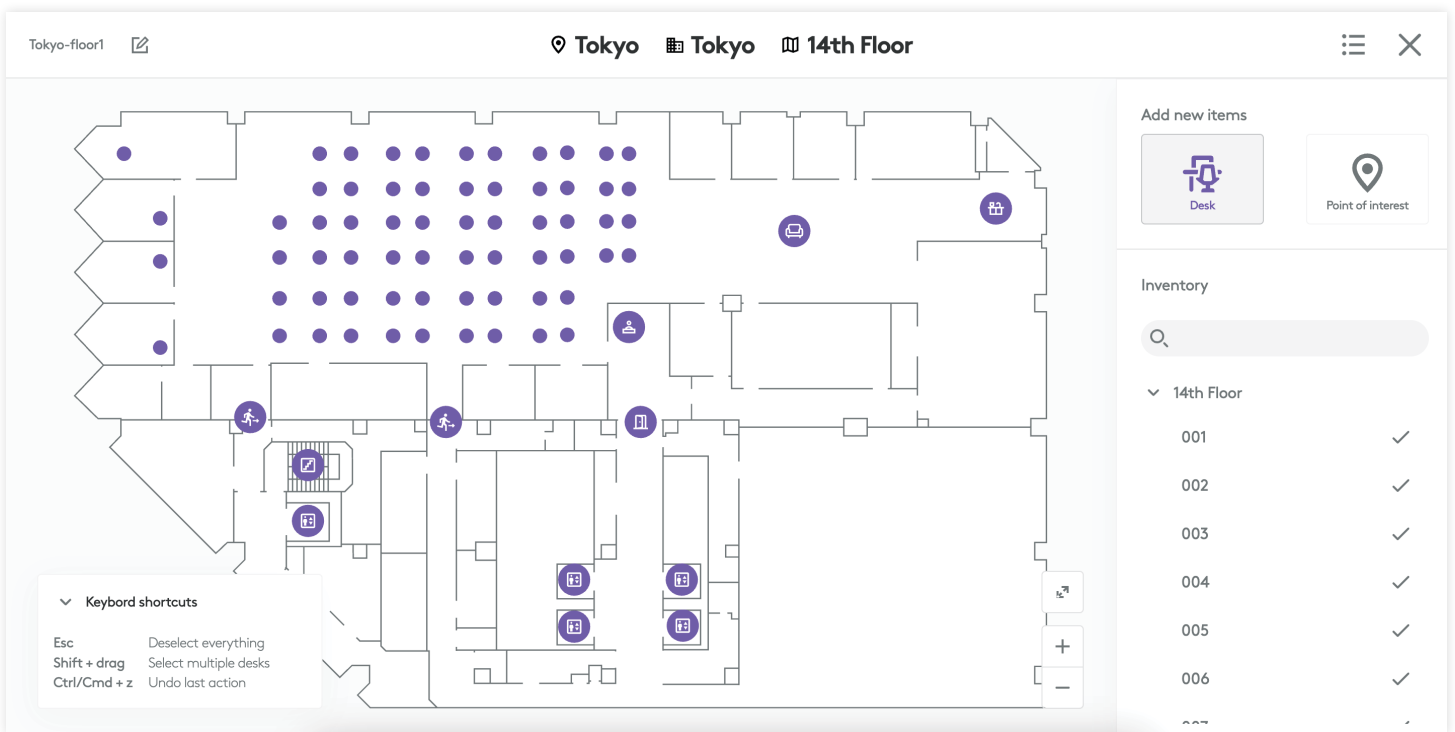 Tokyo-floor1
Tokyo Tokyo 14th Floor
Add new items
Desk
Point of interest
Inventory
14th Floor
001
002
003
004
005
006
Keybord shortcuts
Esc Deselect everything
Shift + drag Select multiple desks
Ctrl/Cmd + z Undo last action